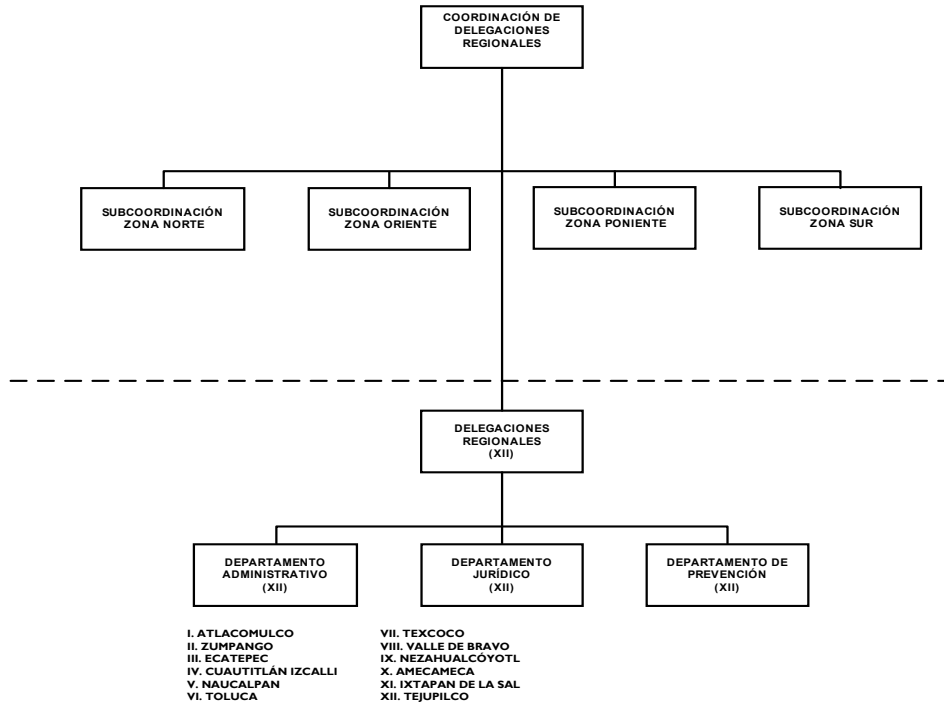 COORDINACIÓN DE
DELEGACIONES
REGIONALES
SUBCOORDINACIÓN
ZONA NORTE
SUBCOORDINACIÓN
ZONA ORIENTE
SUBCOORDINACIÓN
ZONA PONIENTE
SUBCOORDINACIÓN
ZONA SUR
DELEGACIONES
REGIONALES
(XII)
DEPARTAMENTO
ADMINISTRATIVO
(XII)
DEPARTAMENTO
JURÍDICO
(XII)
DEPARTAMENTO DE
PREVENCIÓN
(XII)
I. ATLACOMULCO
II. ZUMPANGO
III. ECATEPEC
IV. CUAUTITLÁN IZCALLI
V. NAUCALPAN
VI. TOLUCA
VII. TEXCOCO
VIII. VALLE DE BRAVO
IX. NEZAHUALCÓYOTL
X. AMECAMECA
XI. IXTAPAN DE LA SAL
XII. TEJUPILCO